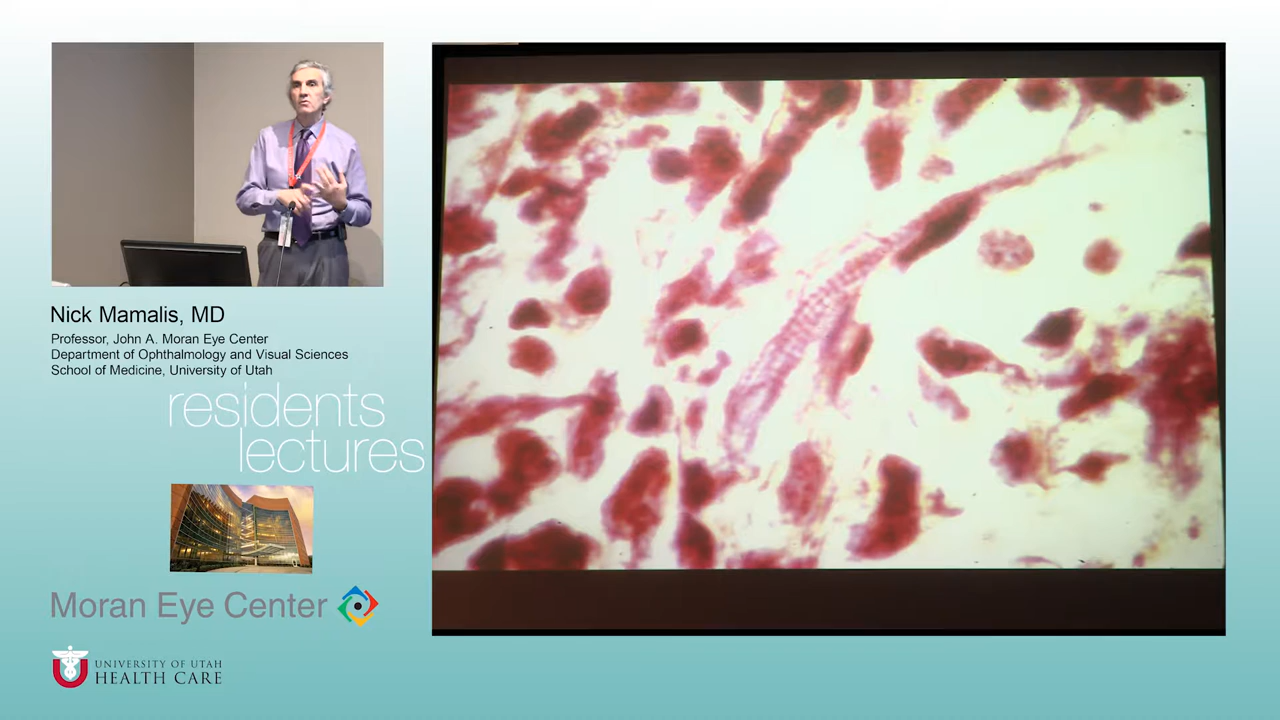 Nick Mamalis, MD
Professor, John A. Moran Eye Center
Department of Ophthalmology and Visual Sciences
School of Medicine, University of Utah
residents
lectures
Moran Eye Center
U
UNIVERSITY OF UTAH
HEALTH CARE